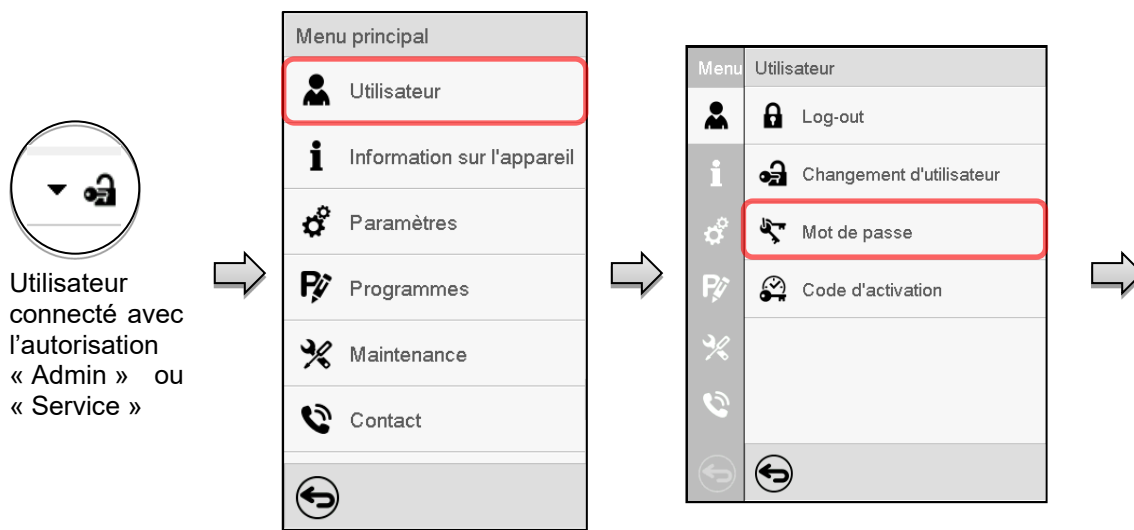 Utilisateur
connecté avec
l’autorisation
« Admin » ou
« Service »
Menu principal
Utilisateur
Information sur l'appareil
Paramètres
Programmes
Maintenance
Contact
Menu
Utilisateur
Log-out
Changement d'utilisateur
Mot de passe
Code d'activation